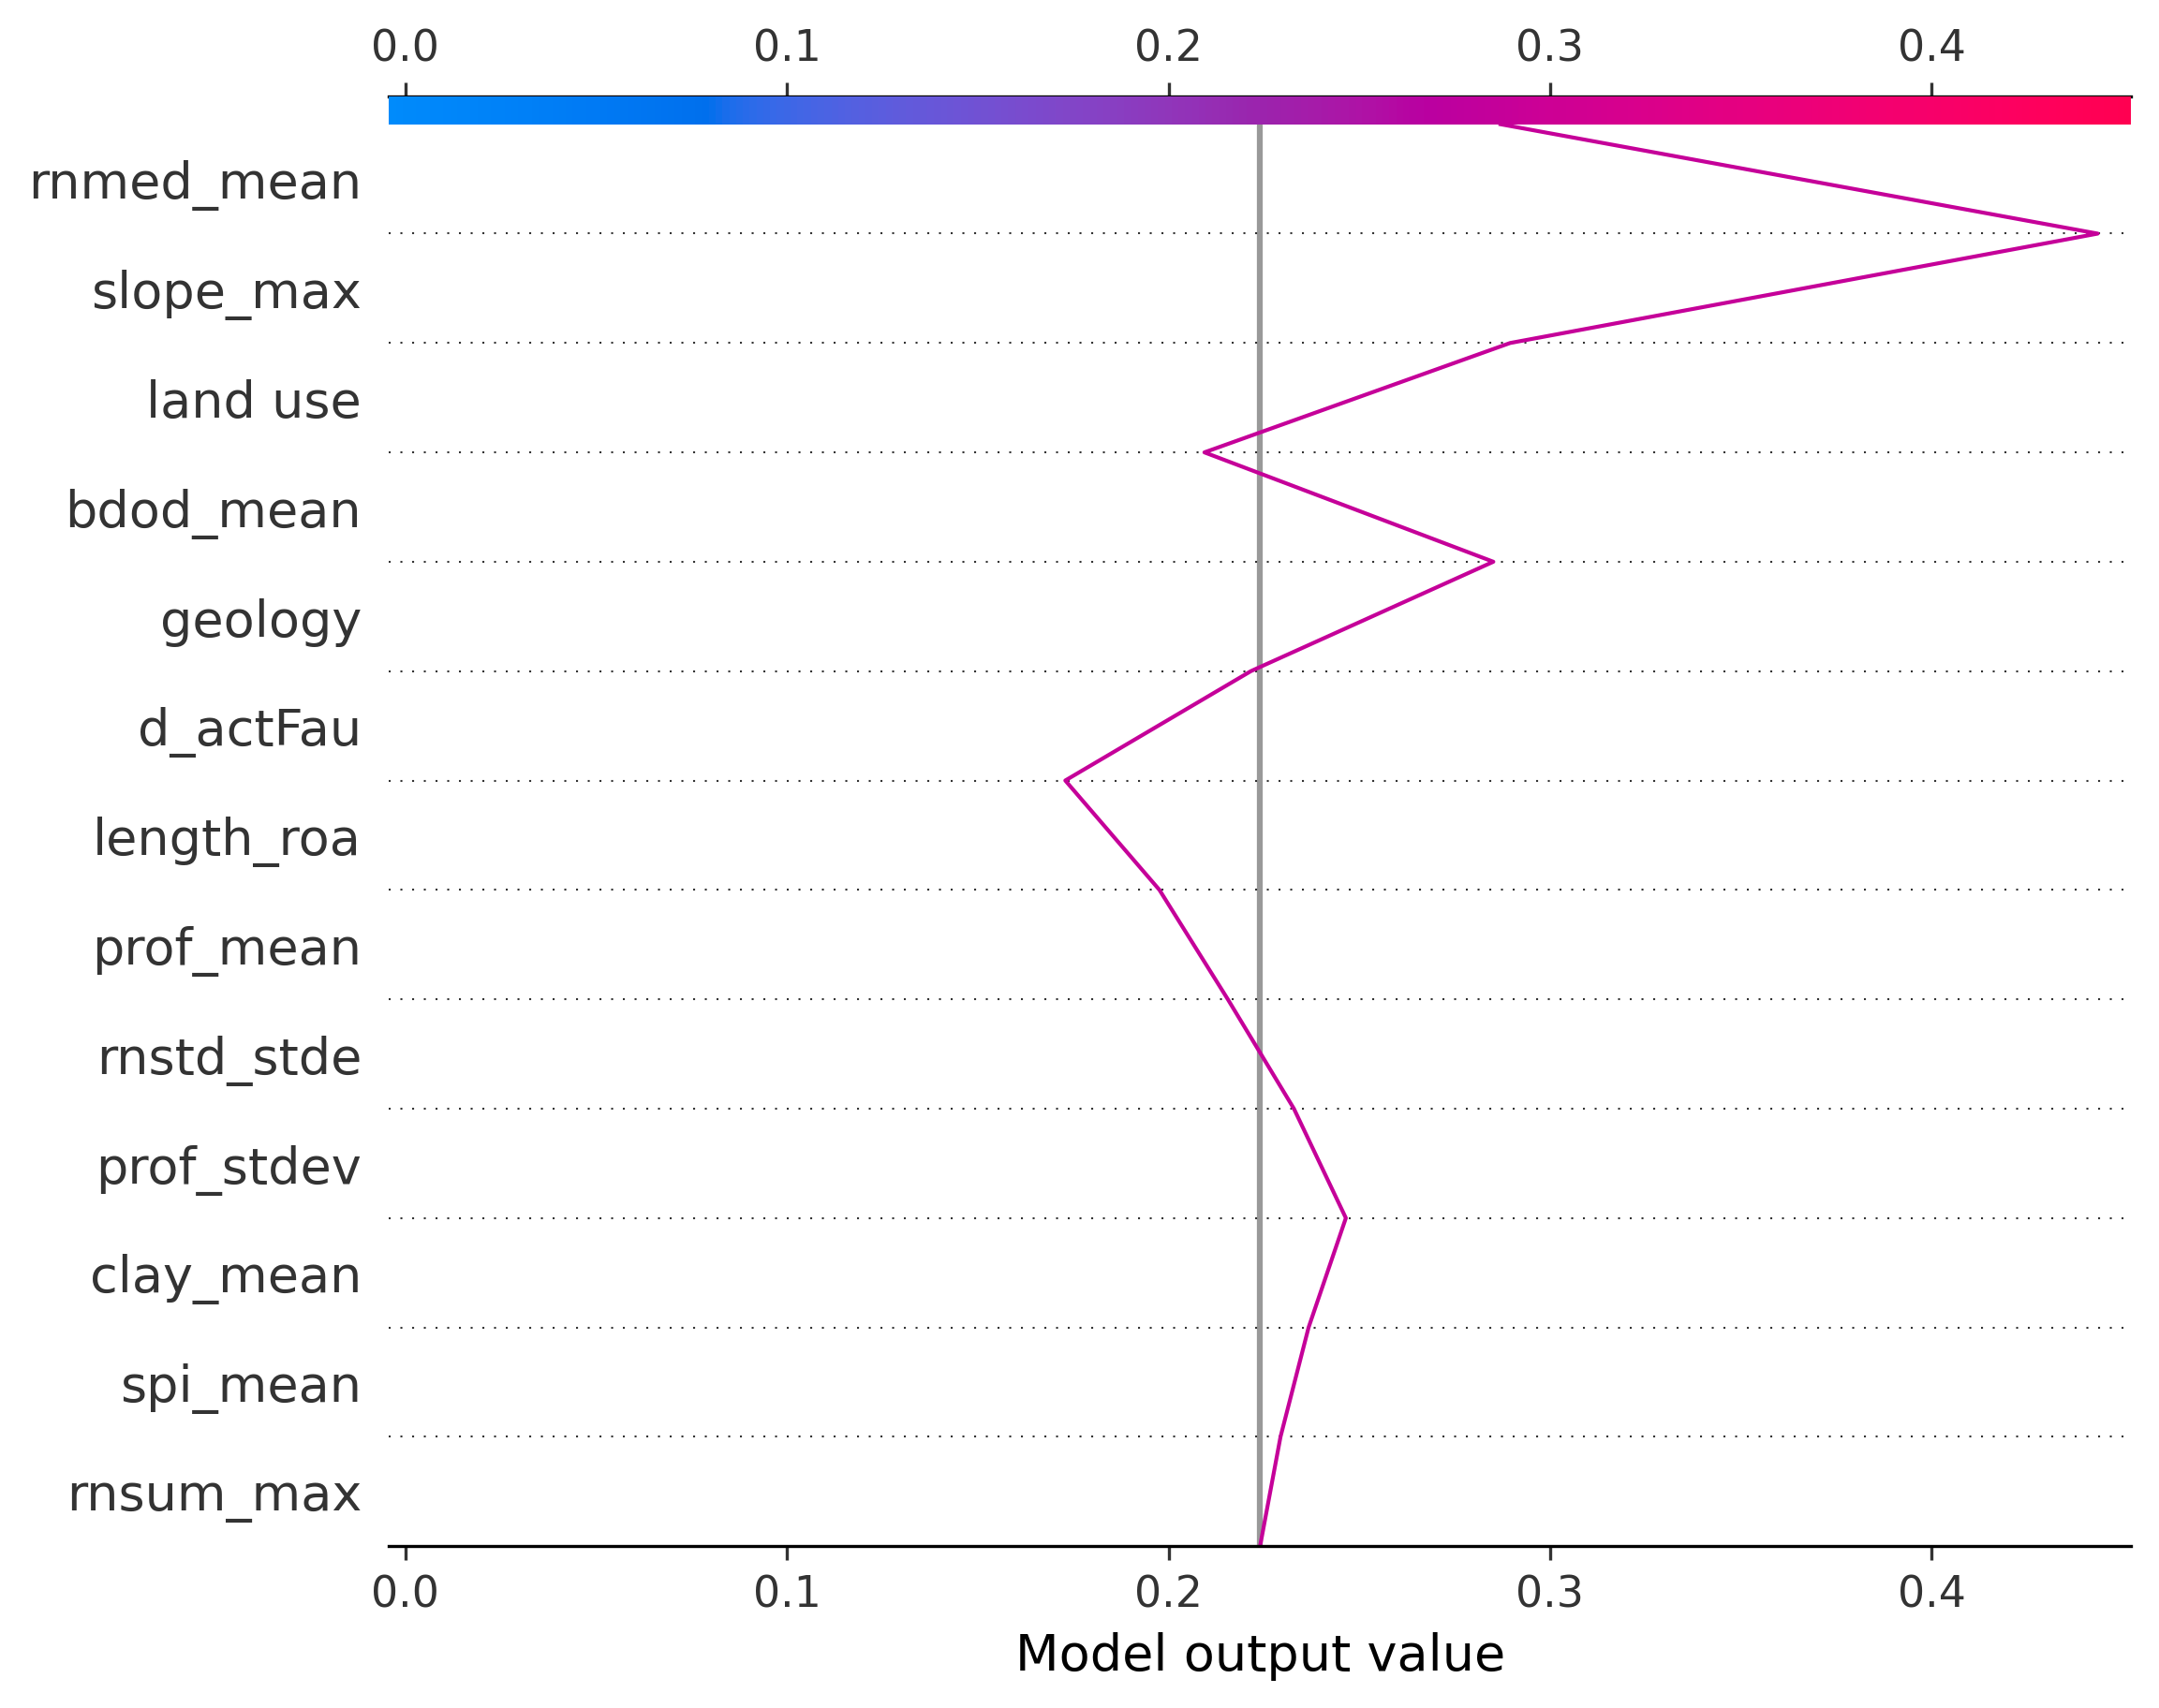 0.0 0.1 0.2 0.3 0.4
rnmed_mean
slope_max
land use
bdod_mean
geology
d_actFau
length_roa
prof_mean
rnstd_stde
prof_stdev
clay_mean
spi_mean
rnsum_max
0.0 0.1 0.2 0.3 0.4
Model output value